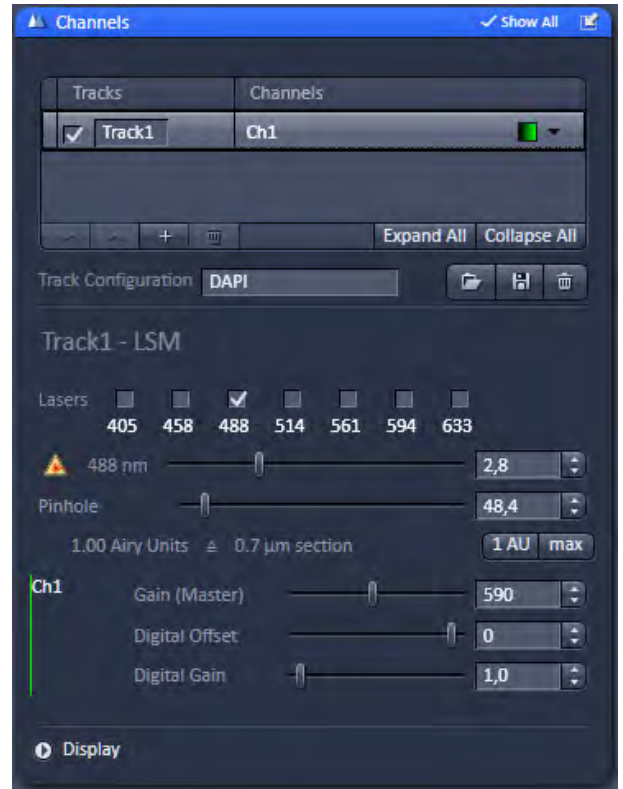 Channels ✓ Show All
Tracks Channels
Track1 Ch1
Expand All Collapse All
Track Configuration DAPI
Track1 - LSM
Lasers
405 458 488 514 561 594 633
488 nm 2,8
Pinhole 48,4
1.00 Airy Units ≙ 0.7 µm section 1 AU max
Ch1 Gain (Master) 590
Digital Offset 0
Digital Gain 1,0
Display